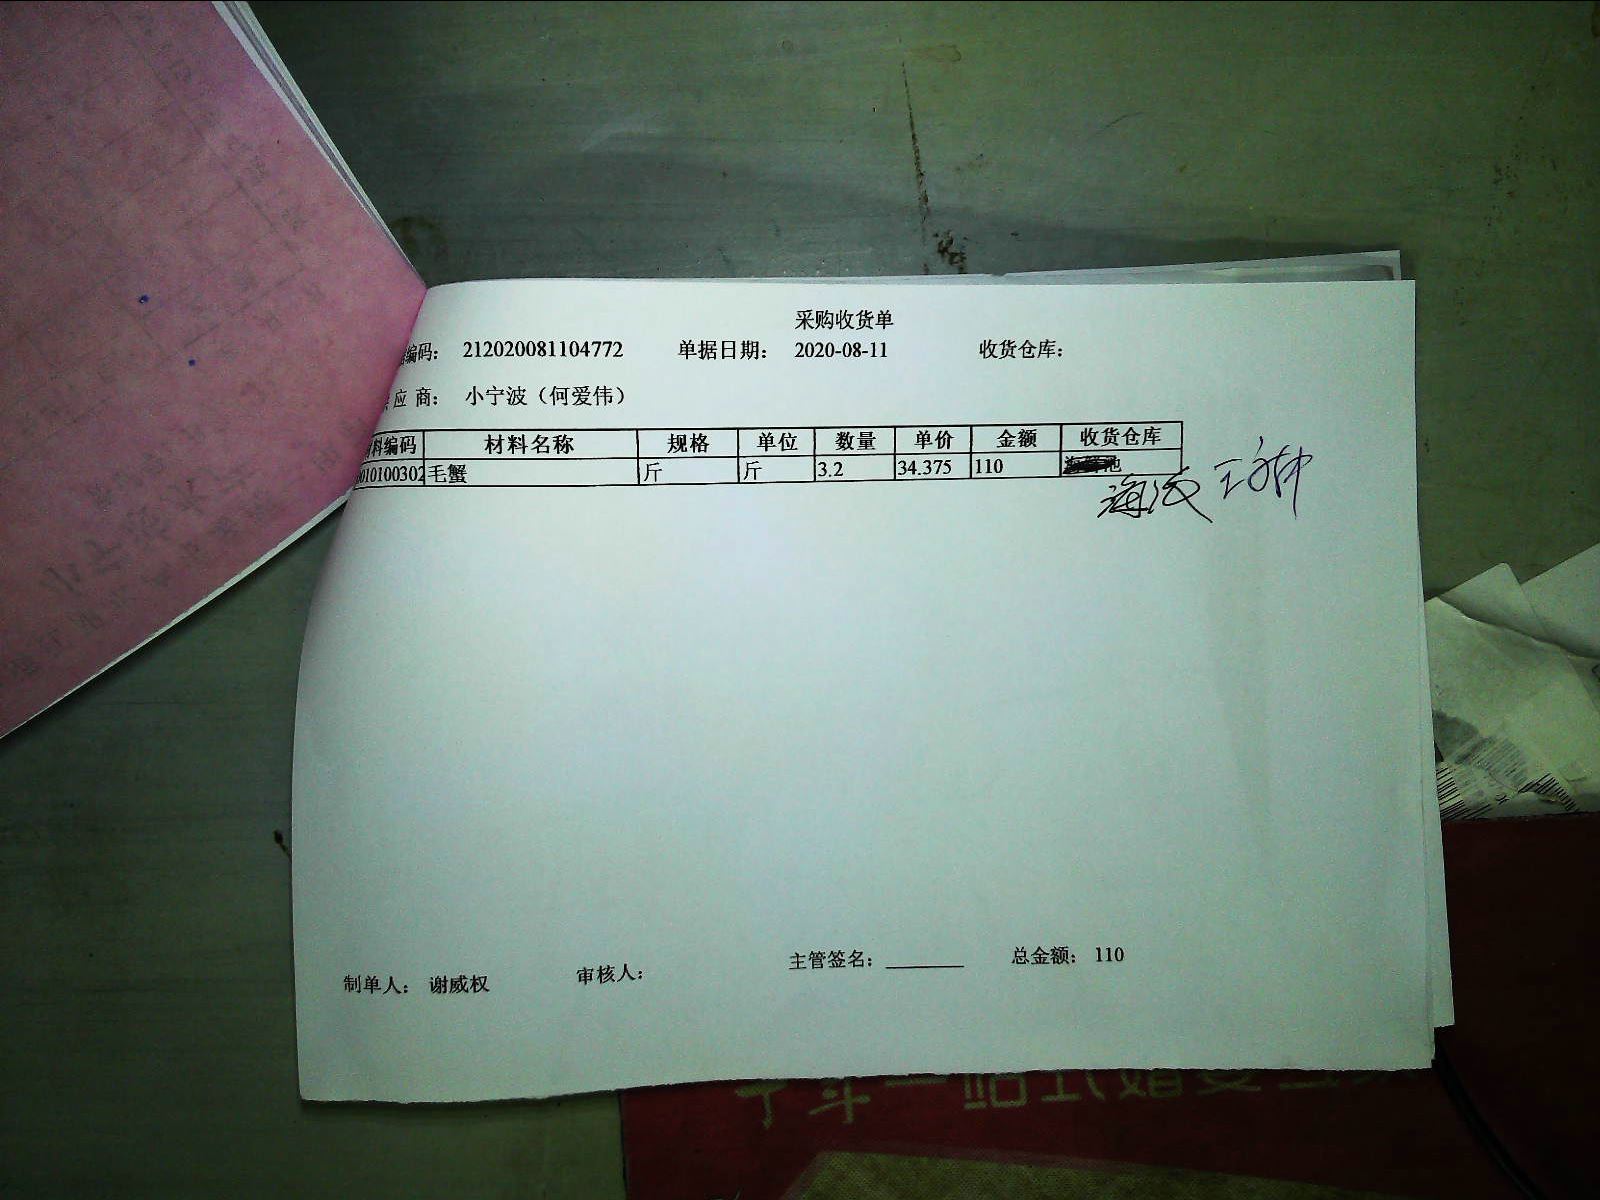 采购收货单
编码： 212020081104772 单据日期： 2020-08-11 收货仓库：
应 商： 小宁波（何爱伟）
料编码 材料名称 规格 单位 数量 单价 金额 收货仓库
010100302 毛蟹 斤 斤 3.2 34.375 110 池
制单人： 谢威权 审核人： 主管签名： 总金额： 110